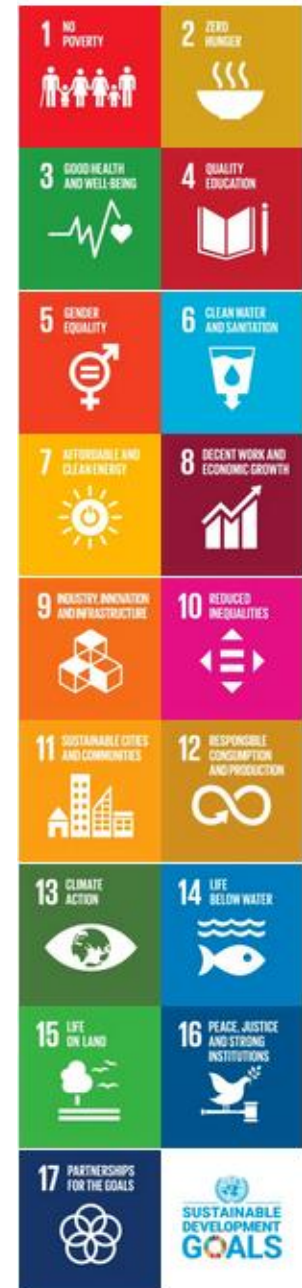 1 NO
POVERTY
2 ZERO
HUNGER
3 GOOD HEALTH
AND WELL-BEING
4 QUALITY
EDUCATION
5 GENDER
EQUALITY
6 CLEAN WATER
AND SANITATION
7 AFFORDABLE AND
CLEAN ENERGY
8 DECENT WORK AND
ECONOMIC GROWTH
9 INDUSTRY, INNOVATION
AND INFRASTRUCTURE
10 REDUCED
INEQUALITIES
11 SUSTAINABLE CITIES
AND COMMUNITIES
12 RESPONSIBLE
CONSUMPTION
AND PRODUCTION
13 CLIMATE
ACTION
14 LIFE
BELOW WATER
15 LIFE
ON LAND
16 PEACE, JUSTICE
AND STRONG
INSTITUTIONS
17 PARTNERSHIPS
FOR THE GOALS
SUSTAINABLE
DEVELOPMENT
GOALS